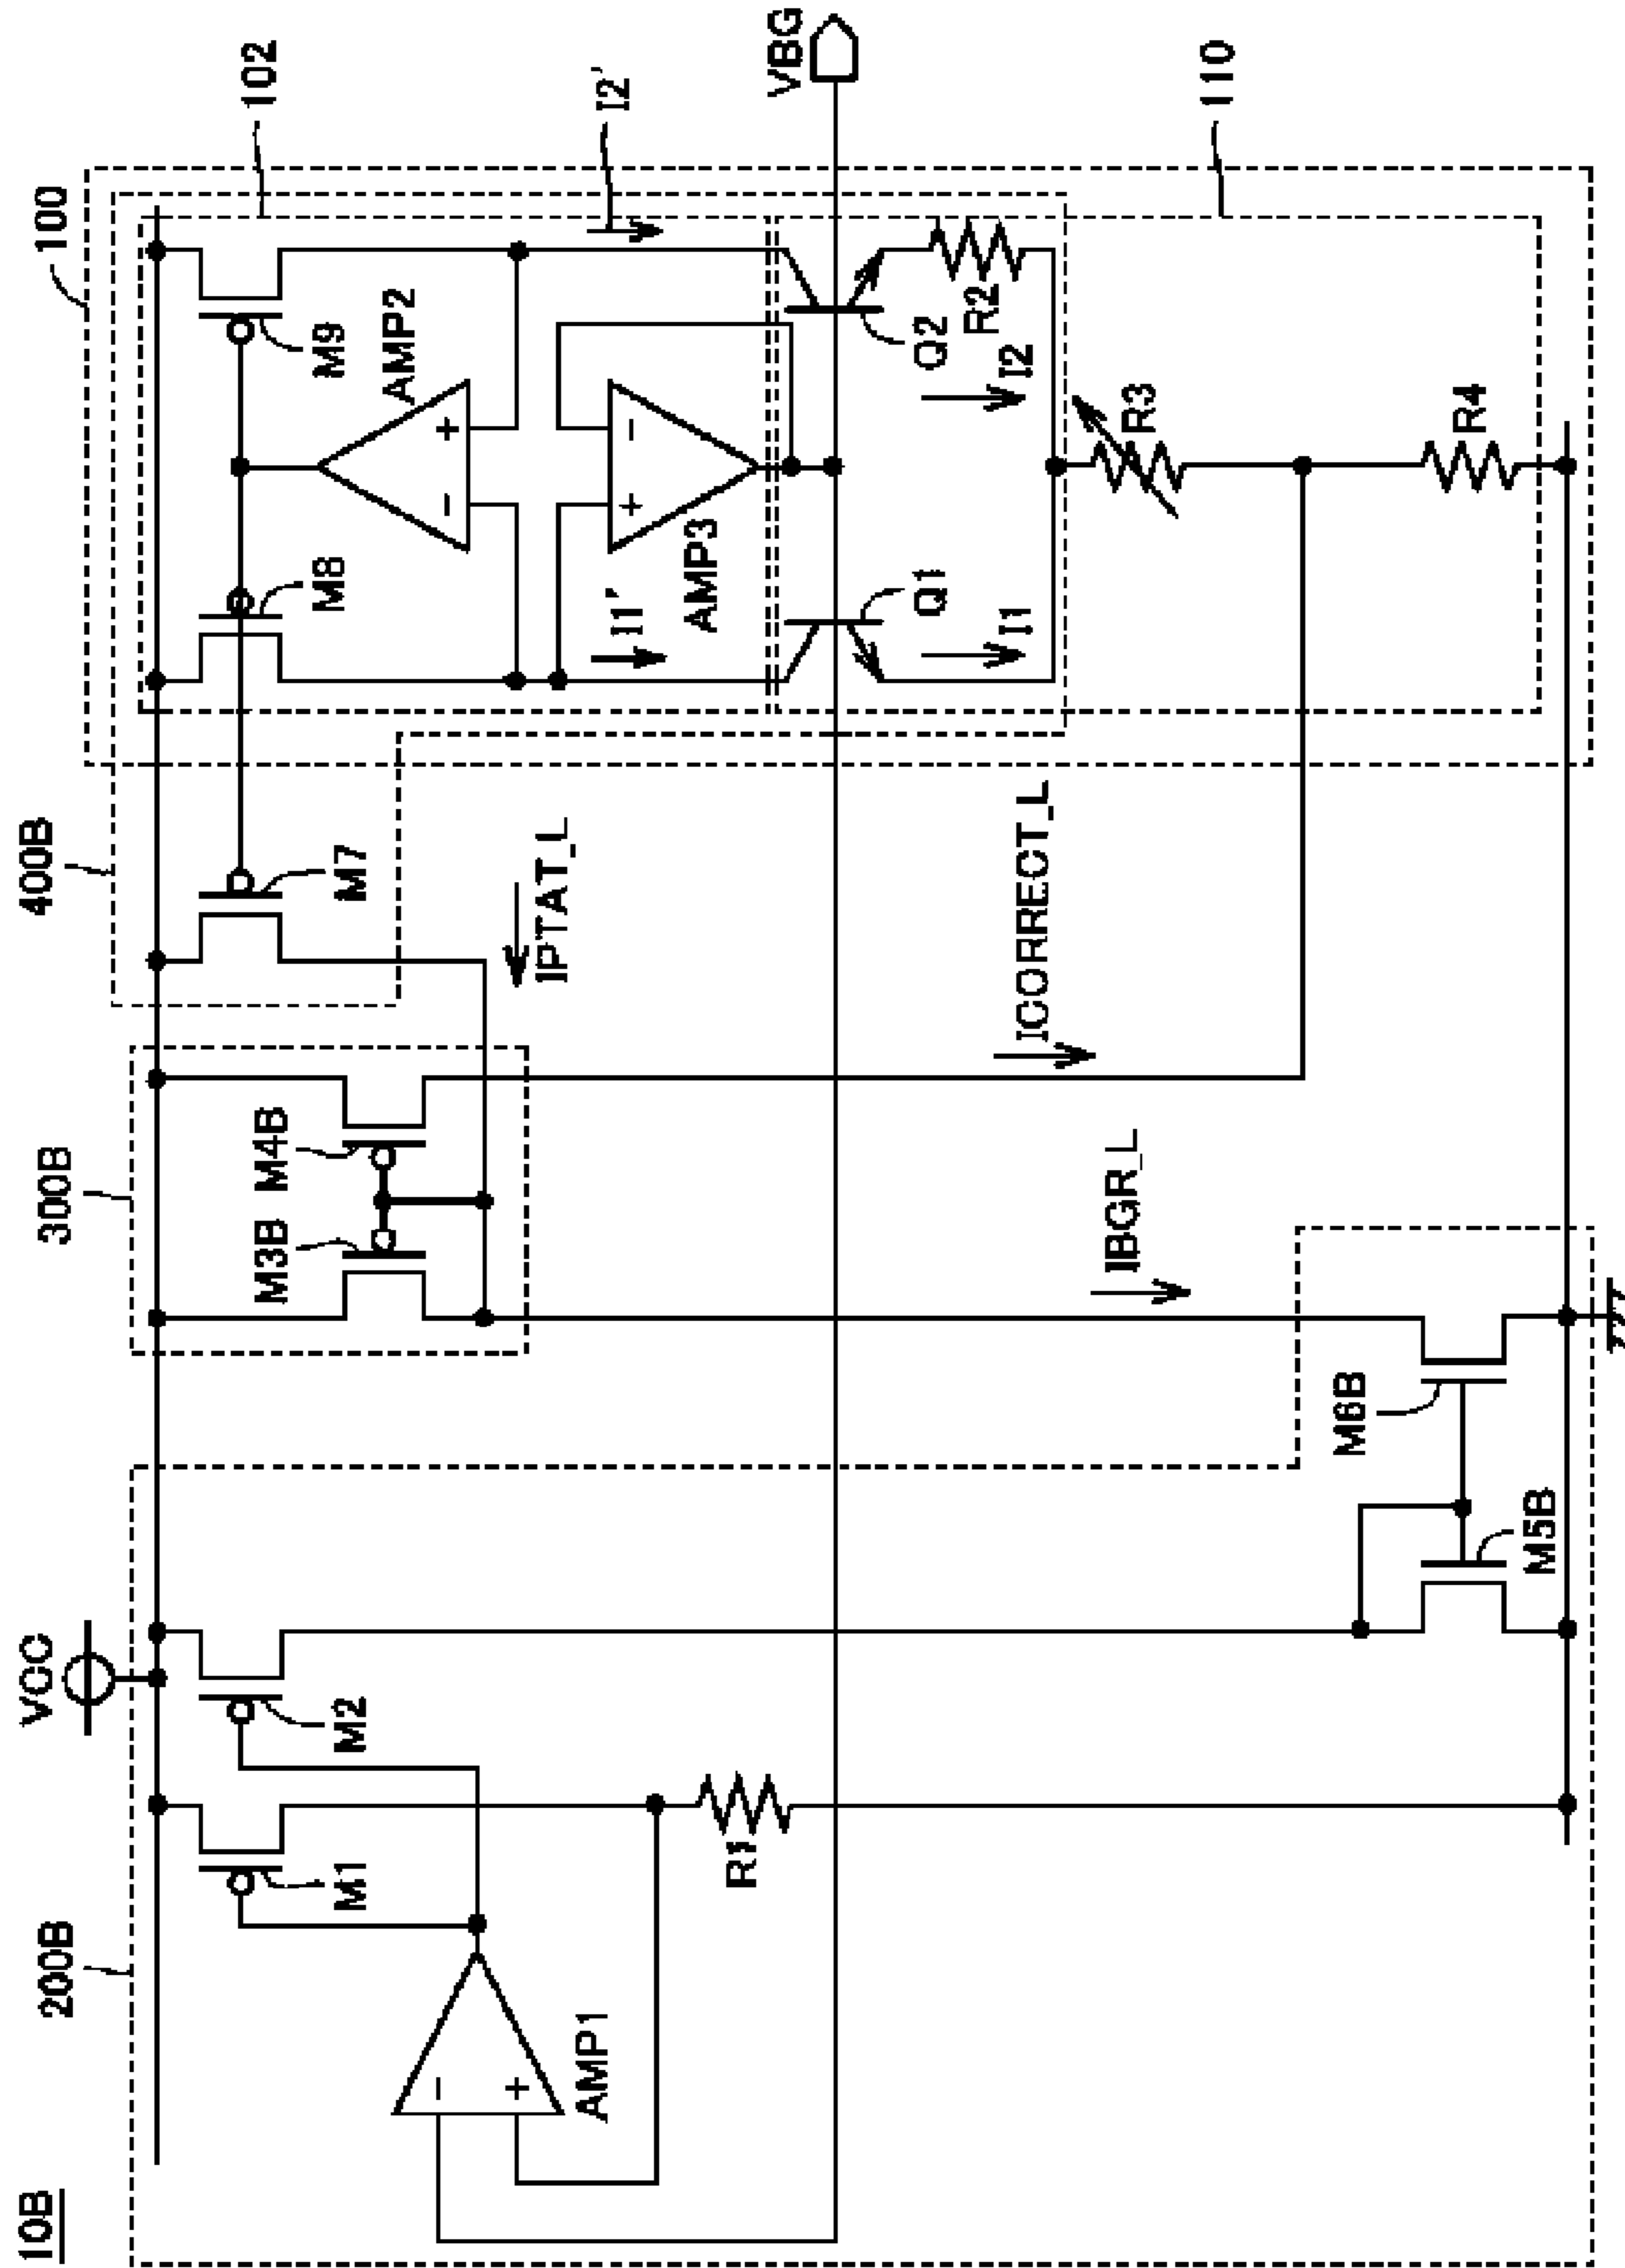 10B
200B
VCC
300B
400B
100
102
M1
M2
M3B M4B
M7
M8
M9
AMP1
AMP2
AMP3
- +
- +
+ -
I1'
I2'
IPTAT_L
R1
IBGR_L
ICORRECT_L
VBG
Q1
Q2
I1
I2
R2
R3
R4
110
M5B
M6B